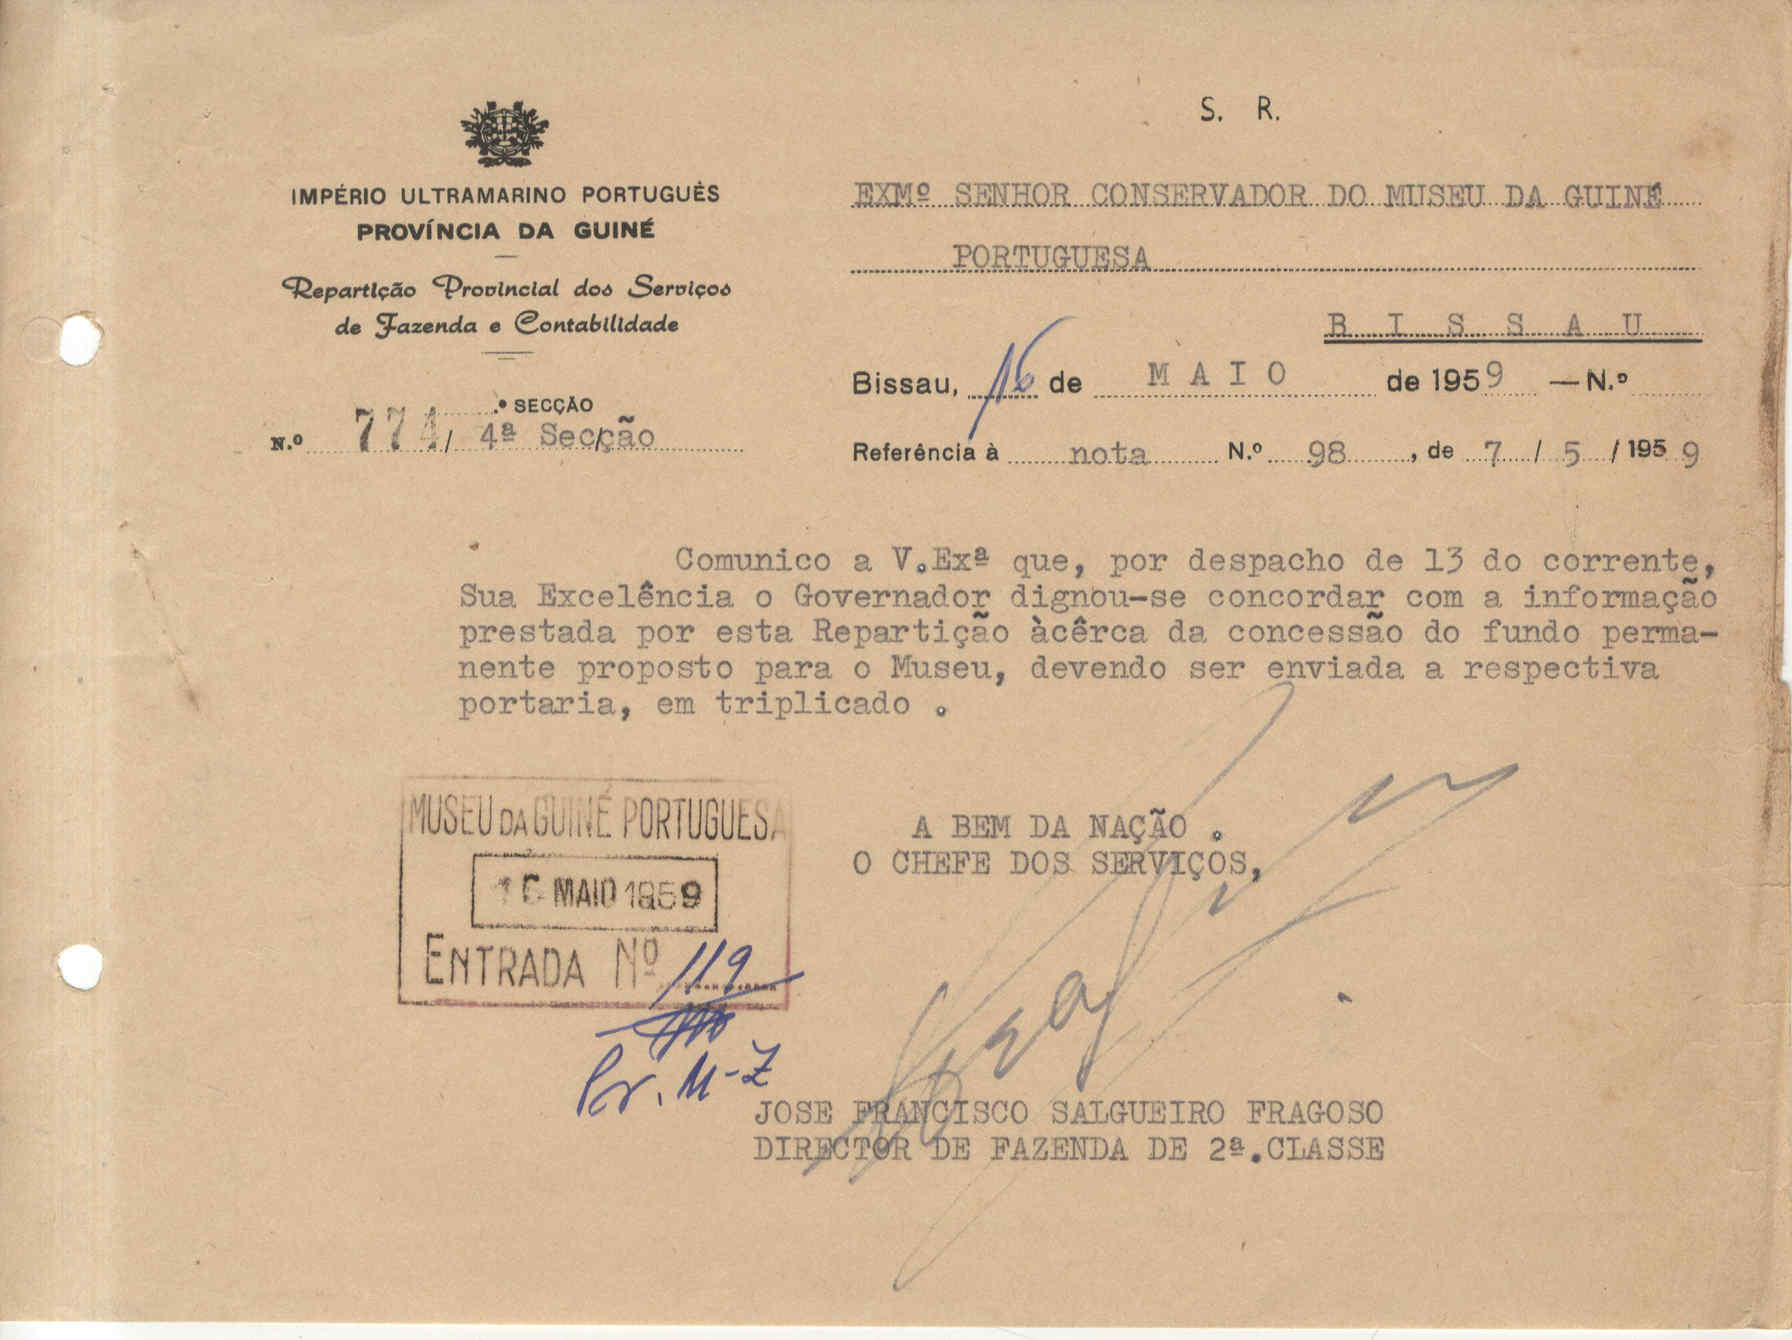 S. R.
IMPÉRIO ULTRAMARINO PORTUGUÊS
PROVÍNCIA DA GUINÉ
Repartição Provincial dos Serviços
de Fazenda e Contabilidade
.ª SECÇÃO
N.º 774/ 4ª Secção
EXMº SENHOR CONSERVADOR DO MUSEU DA GUINÉ
PORTUGUESA
B I S S A U
Bissau, 16 de M A I O de 1959 — N.º
Referência à nota N.º 98, de 7 / 5 / 1959
Comunico a V.Exª que, por despacho de 13 do corrente,
Sua Excelência o Governador dignou-se concordar com a informação
prestada por esta Repartição àcêrca da concessão do fundo perma-
nente proposto para o Museu, devendo ser enviada a respectiva
portaria, em triplicado .
A BEM DA NAÇÃO .
O CHEFE DOS SERVIÇOS,
MUSEU DA GUINÉ PORTUGUESA
16 MAIO 1959
ENTRADA Nº 119
Pr. M-Z
JOSE FRANCISCO SALGUEIRO FRAGOSO
DIRECTOR DE FAZENDA DE 2ª.CLASSE